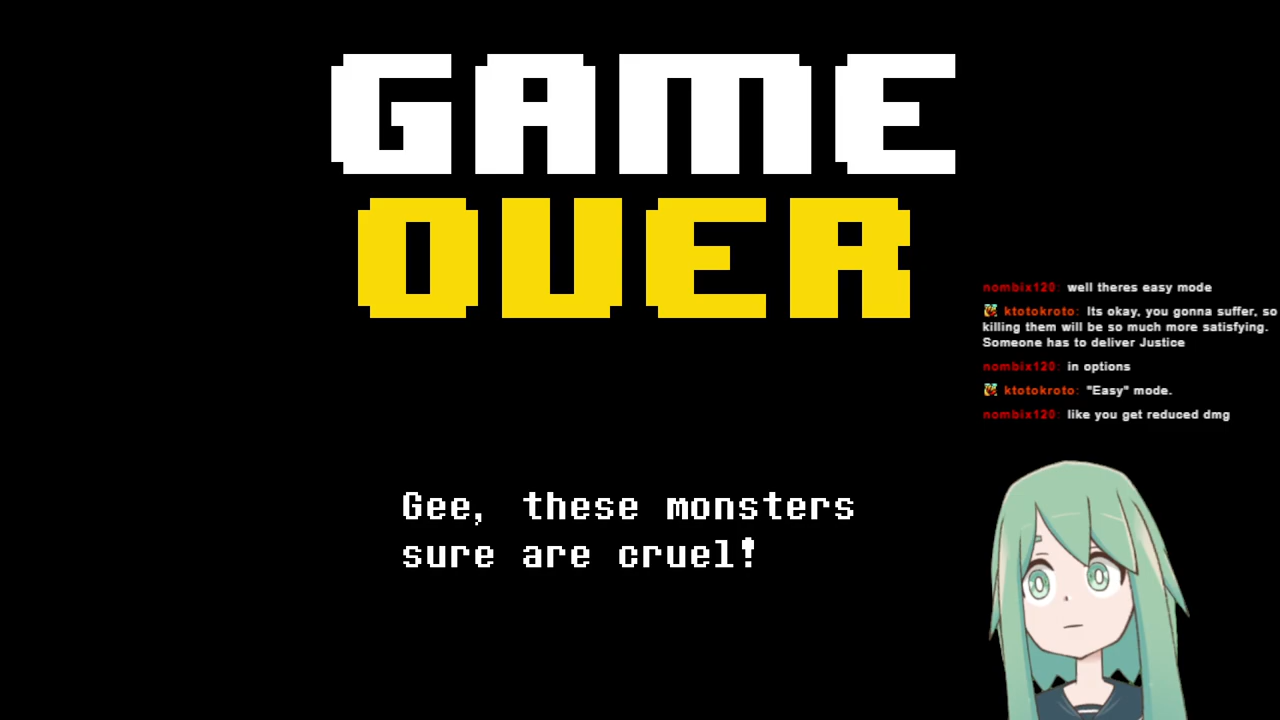 GAME
OVER
Gee, these monsters
sure are cruel!
nombix120: well theres easy mode
ktotokroto: Its okay, you gonna suffer, so
killing them will be so much more satisfying.
Someone has to deliver Justice
nombix120: in options
ktotokroto: "Easy" mode.
nombix120: like you get reduced dmg